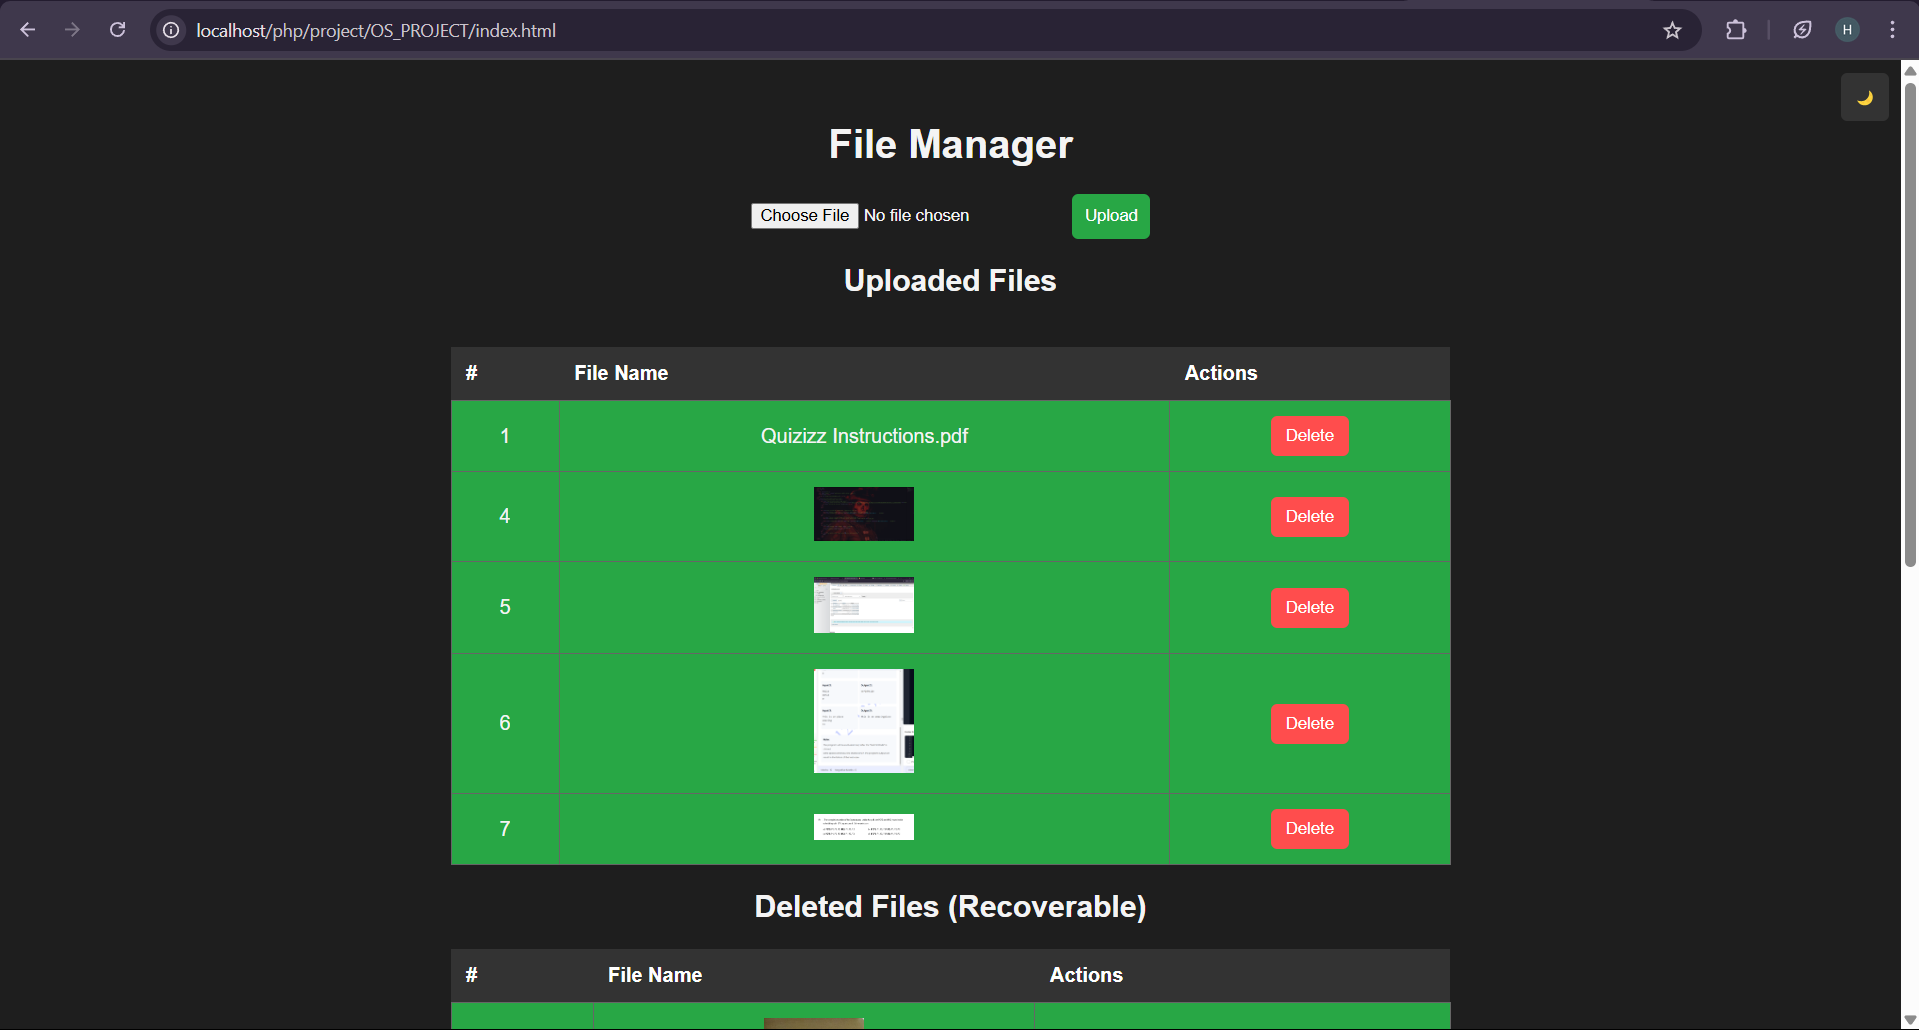 localhost/php/project/OS_PROJECT/index.html
H
File Manager
Choose File No file chosen Upload
Uploaded Files
# File Name Actions
1 Quizizz Instructions.pdf Delete
4 Delete
5 Delete
6 Delete
7 Delete
Deleted Files (Recoverable)
# File Name Actions